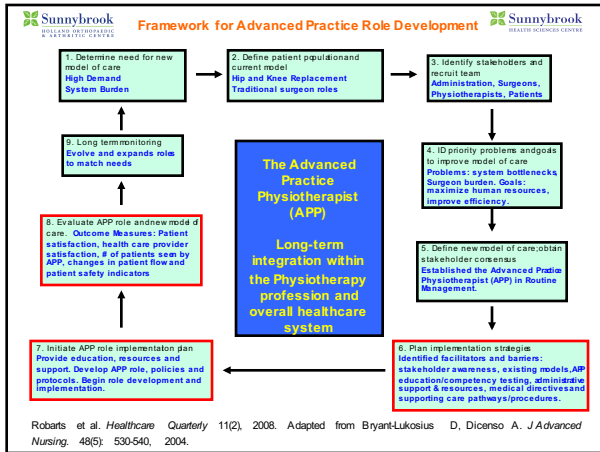 Sunnybrook
HOLLAND ORTHOPAEDIC
& ARTHRITIC CENTRE
Framework for Advanced Practice Role Development
Sunnybrook
HEALTH SCIENCES CENTRE
1. Determine need for new
model of care
High Demand
System Burden
2. Define patient population and
current model
Hip and Knee Replacement
Traditional surgeon roles
3. Identify stakeholders and
recruit team
Administration, Surgeons,
Physiotherapists, Patients
4. ID priority problems and goals
to improve model of care
Problems: system bottlenecks,
Surgeon burden. Goals:
maximize human resources,
improve efficiency.
5. Define new model of care; obtain
stakeholder consensus
Established the Advanced Practice
Physiotherapist (APP) in Routine
Management.
6. Plan implementation strategies
Identified facilitators and barriers:
stakeholder awareness, existing models, APP
education/competency testing, administrative
support & resources, medical directives and
supporting care pathways/procedures.
7. Initiate APP role implementation plan
Provide education, resources and
support. Develop APP role, policies and
protocols. Begin role development and
implementation.
8. Evaluate APP role and new model of
care. Outcome Measures: Patient
satisfaction, health care provider
satisfaction, # of patients seen by
APP, changes in patient flow and
patient safety indicators
9. Long term monitoring
Evolve and expands roles
to match needs
The Advanced
Practice
Physiotherapist
(APP)
Long-term
integration within
the Physiotherapy
profession and
overall healthcare
system
Robarts et al. Healthcare Quarterly 11(2), 2008. Adapted from Bryant-Lukosius D, Dicenso A. J Advanced
Nursing. 48(5): 530-540, 2004.